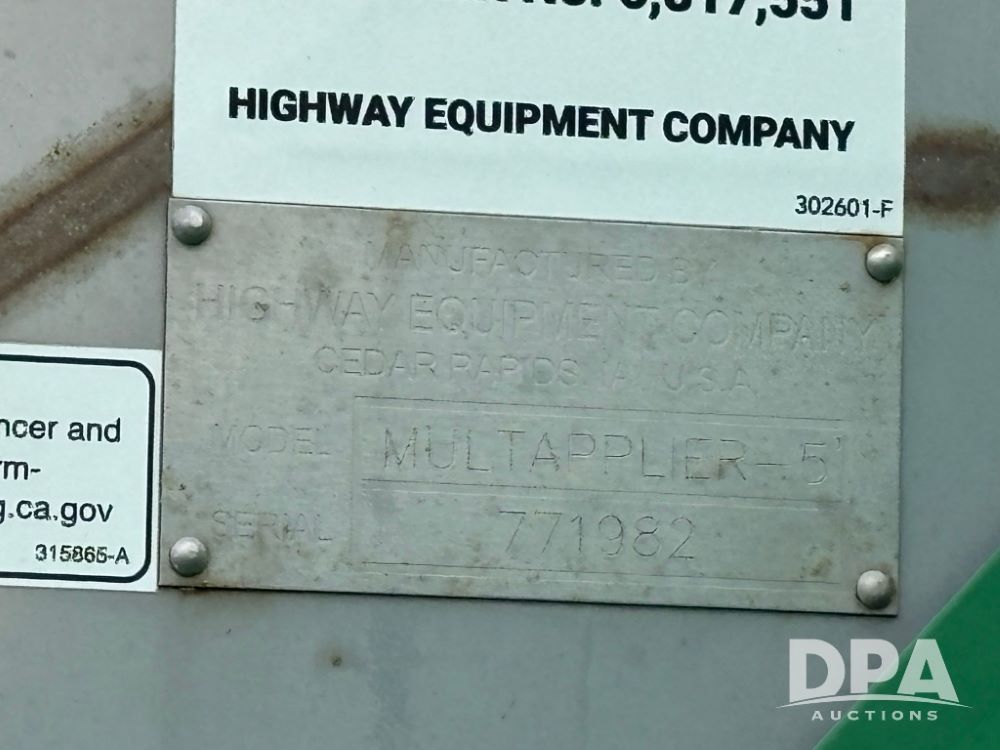 HIGHWAY EQUIPMENT COMPANY
302601-F
MANUFACTURED BY
HIGHWAY EQUIPMENT COMPANY
CEDAR RAPIDS, IA. U.S.A.
MODEL MULTAPPLIER-5'
SERIAL 771982
ncer and
rm-
g.ca.gov
315865-A
DPA
AUCTIONS